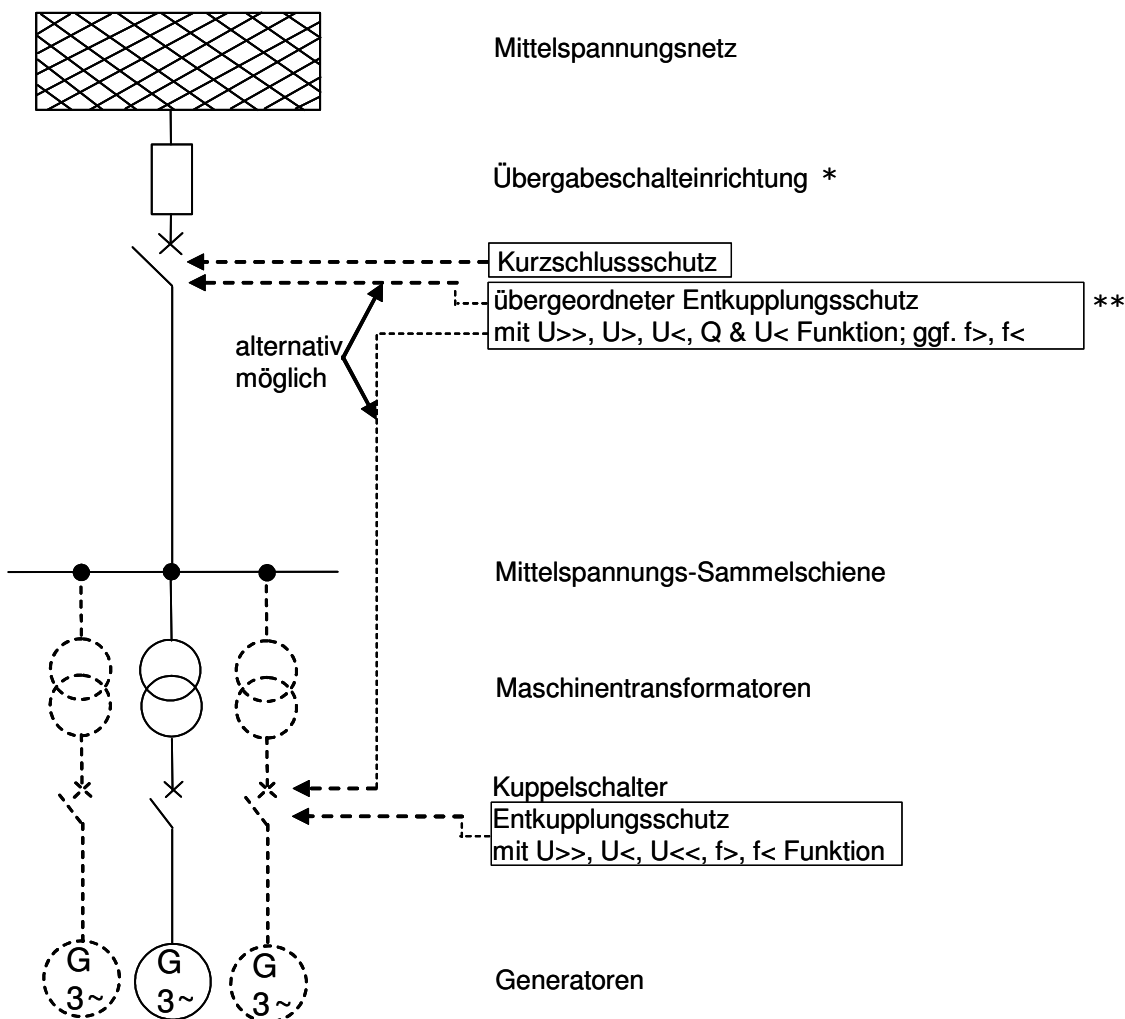 Mittelspannungsnetz
Übergabeschalteinrichtung *
Kurzschlussschutz
übergeordneter Entkupplungsschutz **
mit U>>, U>, U<, Q & U< Funktion; ggf. f>, f<
alternativ
möglich
Mittelspannungs-Sammelschiene
Maschinentransformatoren
Kuppelschalter
Entkupplungsschutz
mit U>>, U<, U<<, f>, f< Funktion
G G G
3~ 3~ 3~
Generatoren